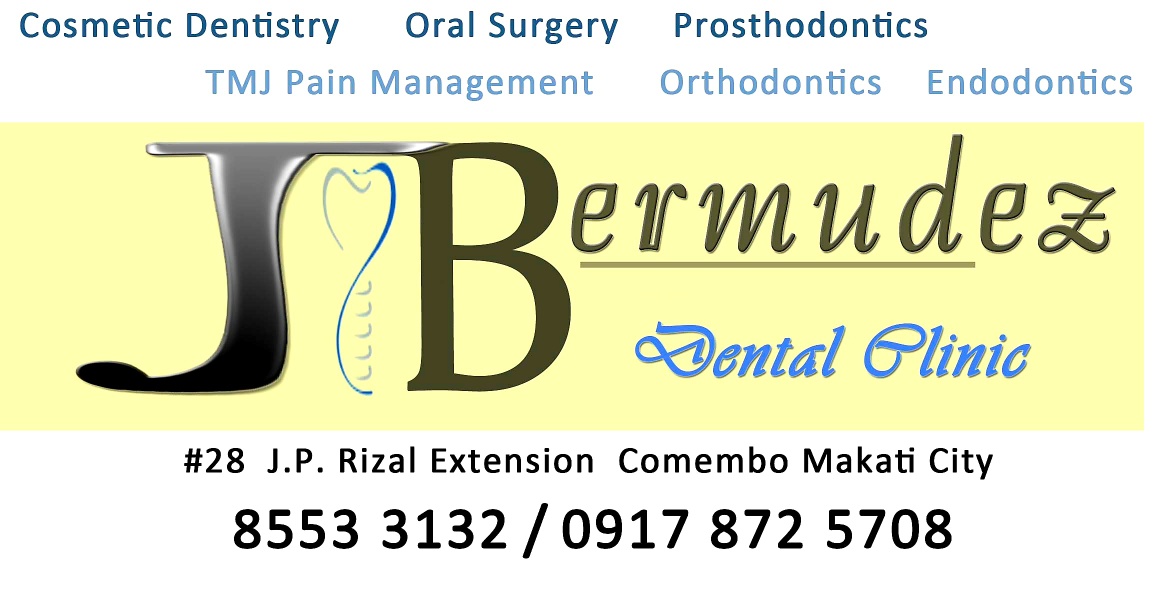 Cosmetic Dentistry Oral Surgery Prosthodontics
TMJ Pain Management Orthodontics Endodontics
J Bermudez
Dental Clinic
#28 J.P. Rizal Extension Comembo Makati City
8553 3132 / 0917 872 5708